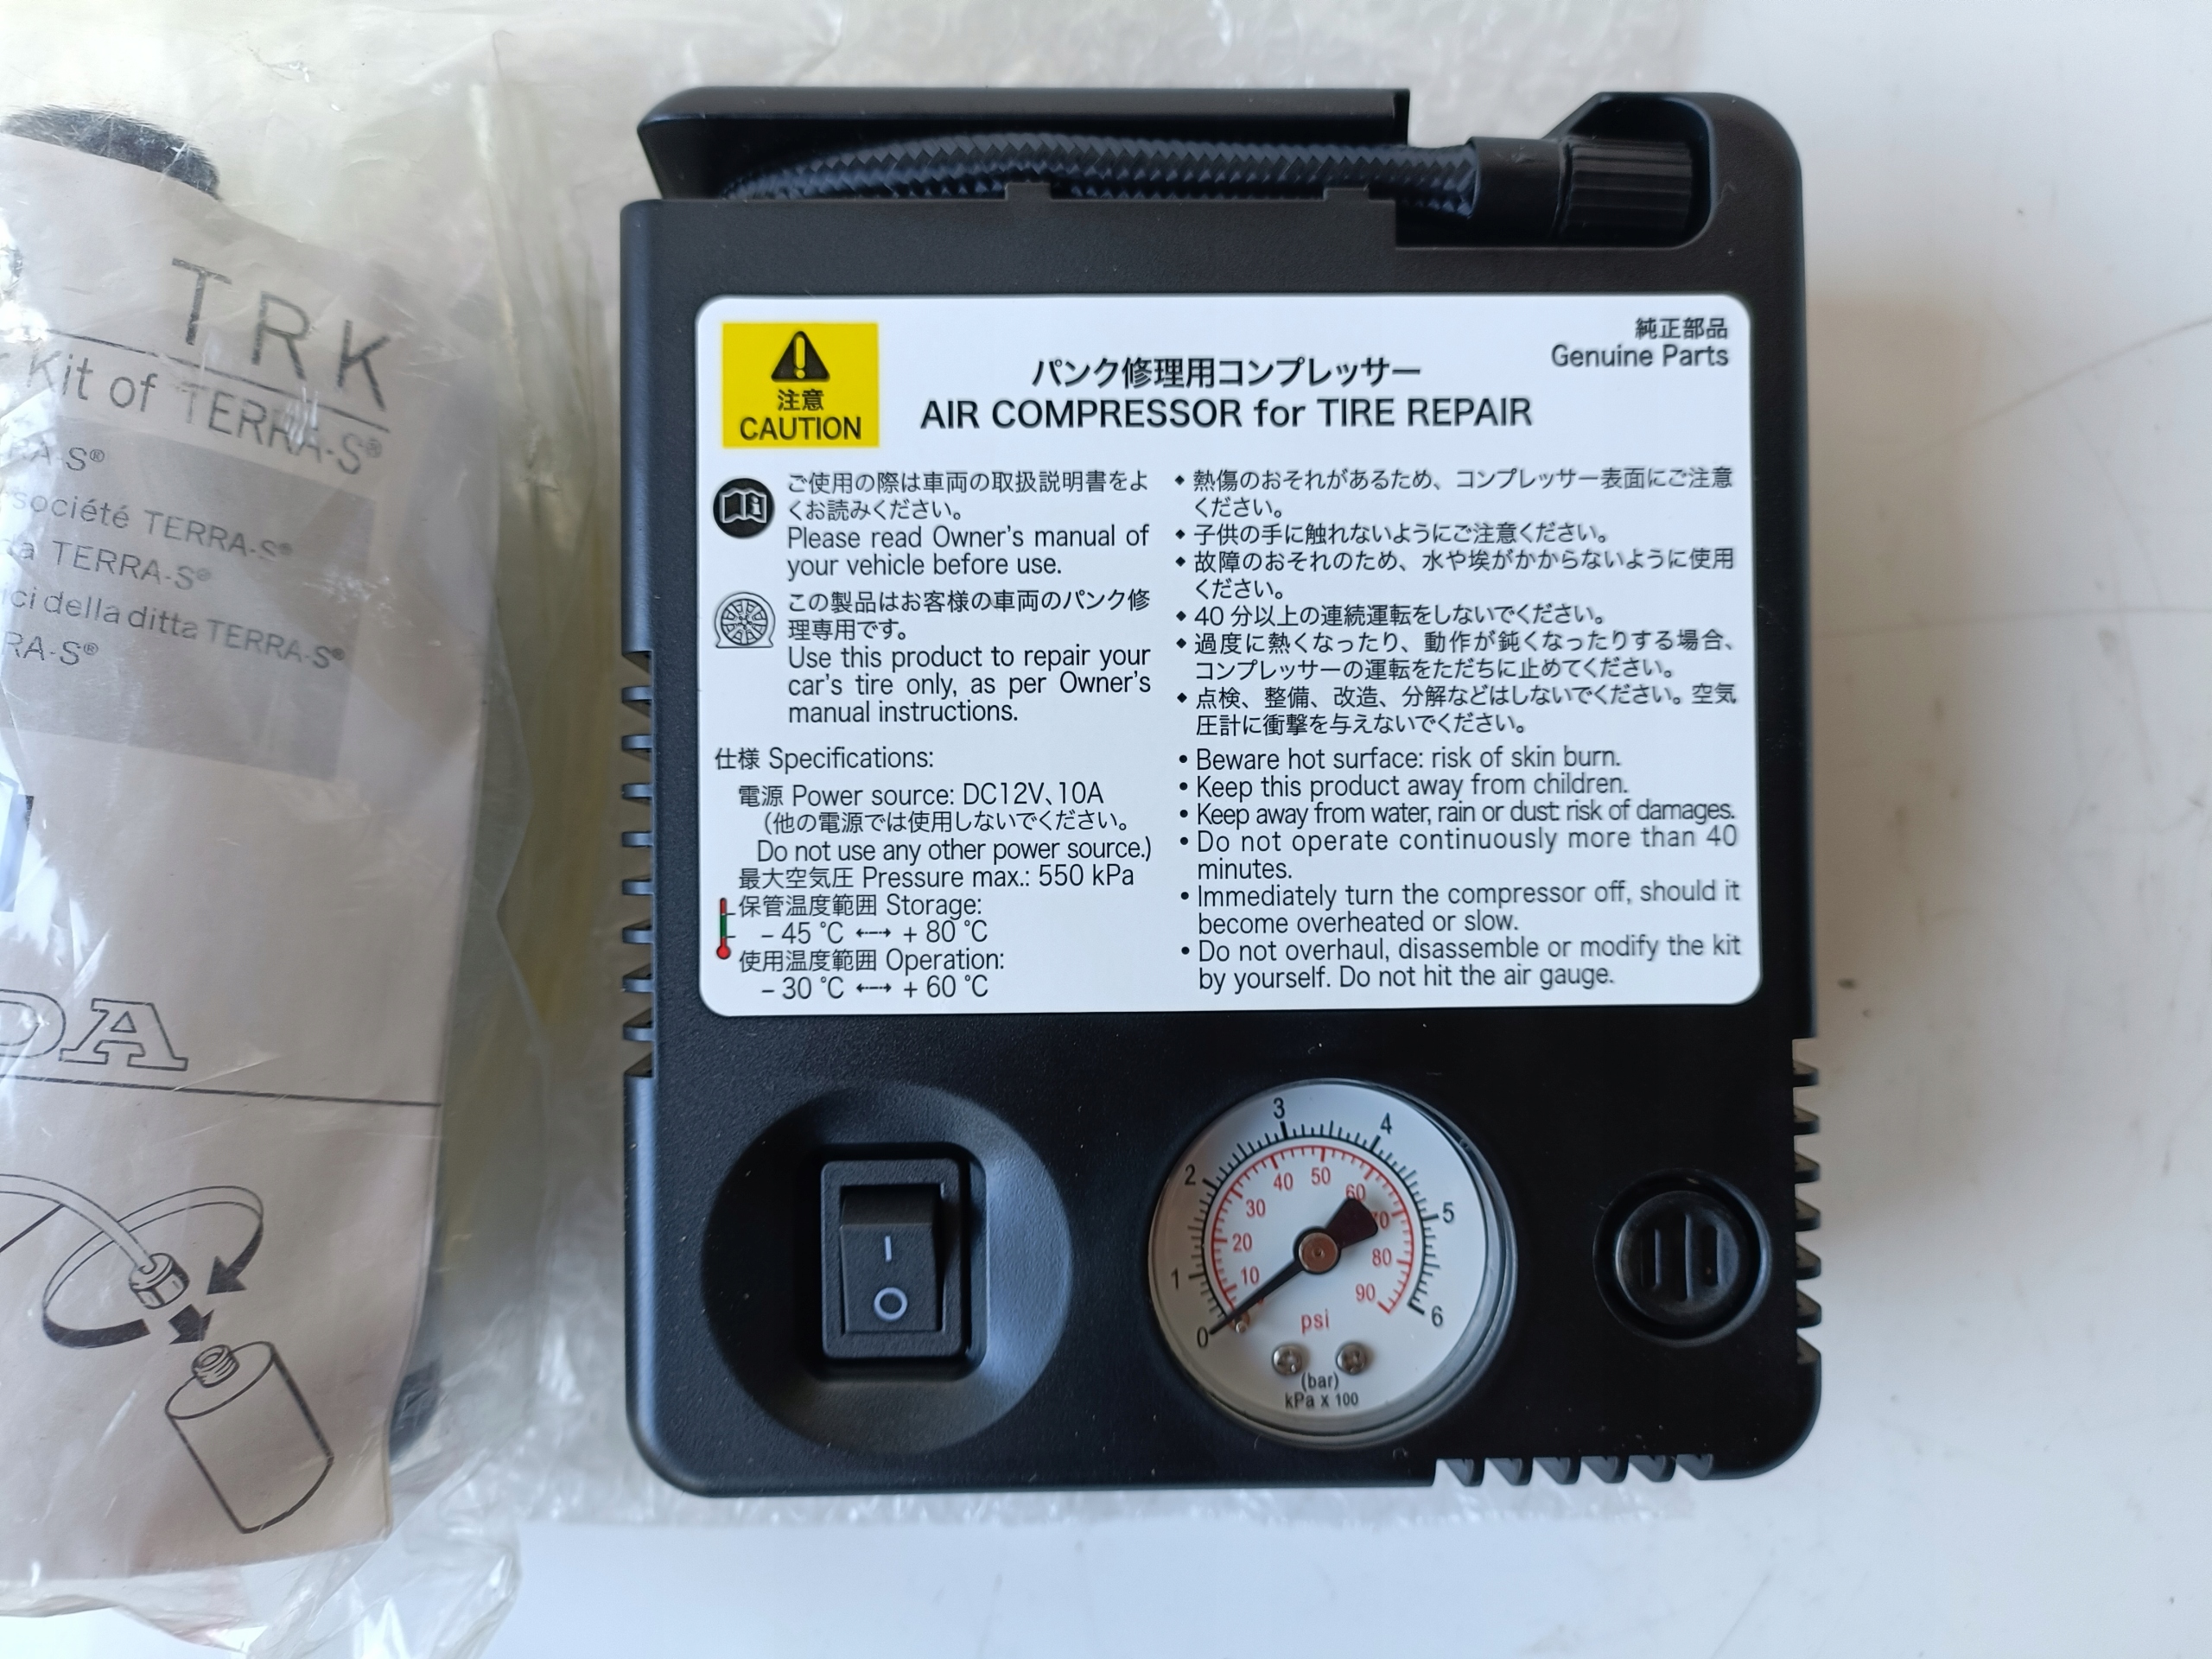 TRK
Kit of TERRA-S®
RA-S®
société TERRA-S®
TERRA-S®
della ditta TERRA-S®
RA-S®
DA
純正部品
Genuine Parts
注意
CAUTION
パンク修理用コンプレッサー
AIR COMPRESSOR for TIRE REPAIR
ご使用の際は車両の取扱説明書をよ
くお読みください。
Please read Owner's manual of
your vehicle before use.
この製品はお客様の車両のパンク修
理専用です。
Use this product to repair your
car's tire only, as per Owner's
manual instructions.
仕様 Specifications:
電源 Power source: DC12V、10A
(他の電源では使用しないでください。
Do not use any other power source.)
最大空気圧 Pressure max.: 550 kPa
保管温度範囲 Storage:
– 45 ℃ ←--→ + 80 ℃
使用温度範囲 Operation:
– 30 ℃ ←--→ + 60 ℃
◆ 熱傷のおそれがあるため、コンプレッサー表面にご注意
ください。
◆ 子供の手に触れないようにご注意ください。
◆ 故障のおそれのため、水や埃がかからないように使用
ください。
◆ 40 分以上の連続運転をしないでください。
◆ 過度に熱くなったり、動作が鈍くなったりする場合、
コンプレッサーの運転をただちに止めてください。
◆ 点検、整備、改造、分解などはしないでください。空気
圧計に衝撃を与えないでください。
• Beware hot surface: risk of skin burn.
• Keep this product away from children.
• Keep away from water, rain or dust: risk of damages.
• Do not operate continuously more than 40
minutes.
• Immediately turn the compressor off, should it
become overheated or slow.
• Do not overhaul, disassemble or modify the kit
by yourself. Do not hit the air gauge.
I
O
0 1 2 3 4 5 6
10 20 30 40 50 60 70 80 90
psi
(bar)
kPa x 100